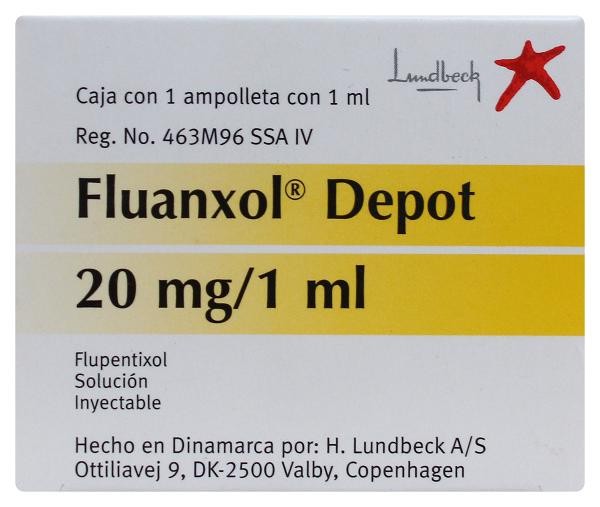 Lundbeck
Caja con 1 ampolleta con 1 ml
Reg. No. 463M96 SSA IV
Fluanxol® Depot
20 mg/1 ml
Flupentixol
Solución
Inyectable
Hecho en Dinamarca por: H. Lundbeck A/S
Ottiliavej 9, DK-2500 Valby, Copenhagen